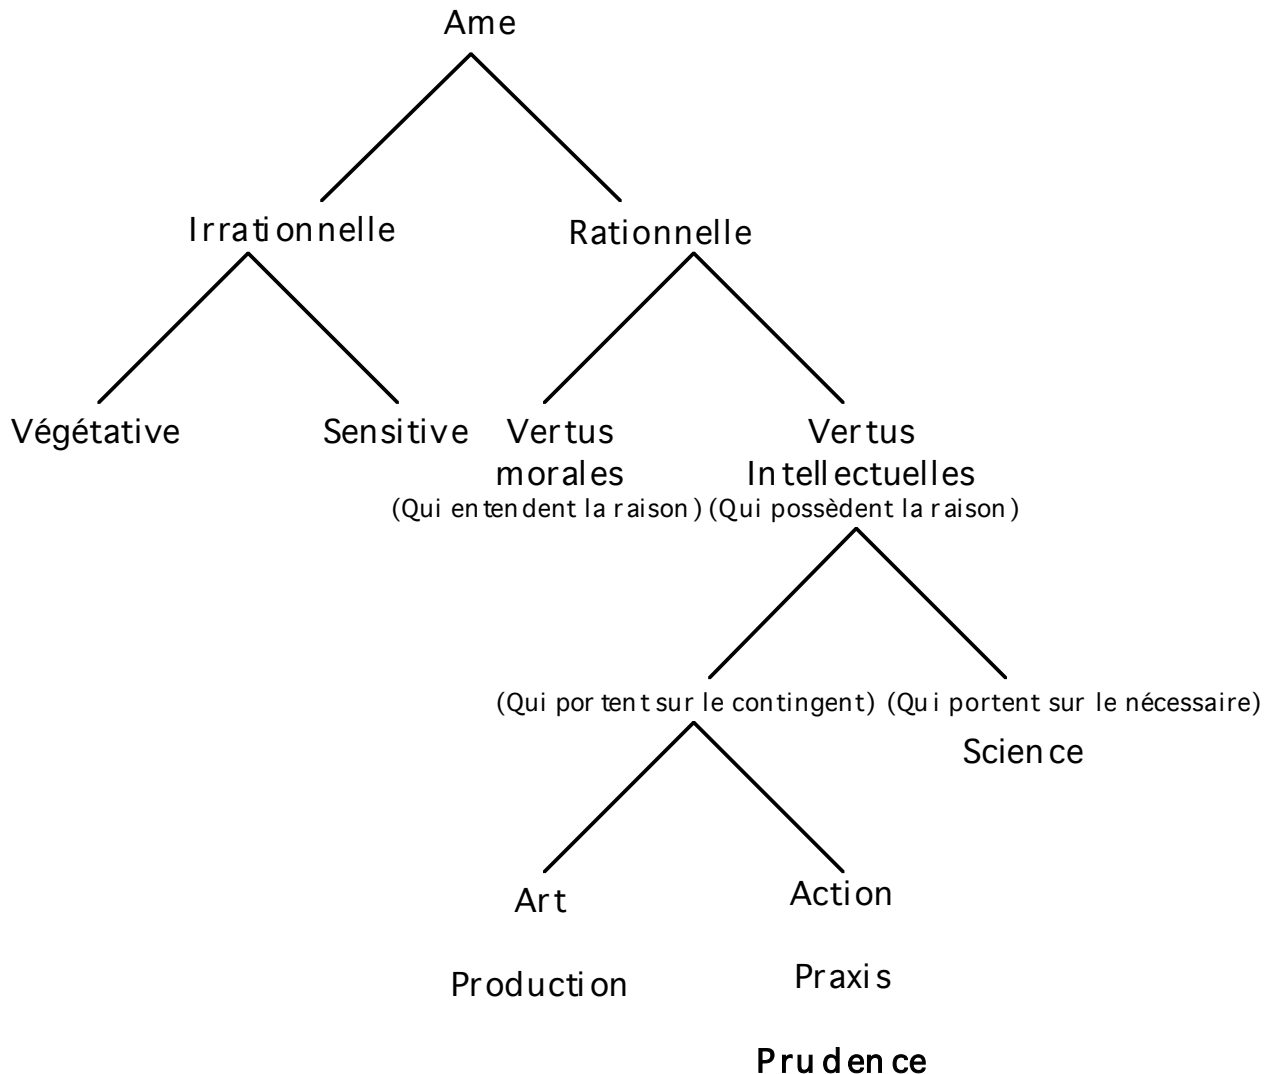 Ame
Irrationnelle Rationnelle
Végétative Sensitive Vertus Vertus
morales Intellectuelles
(Qui entendent la raison) (Qui possèdent la raison)
(Qui portent sur le contingent) (Qui portent sur le nécessaire)
Science
Art Action
Production Praxis
Prudence